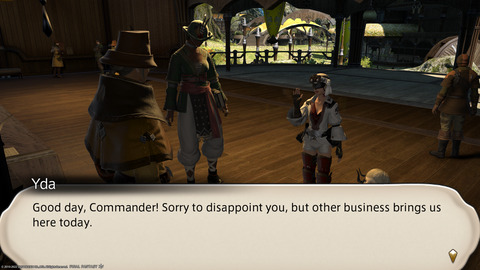 Yda
Good day, Commander! Sorry to disappoint you, but other business brings us
here today.